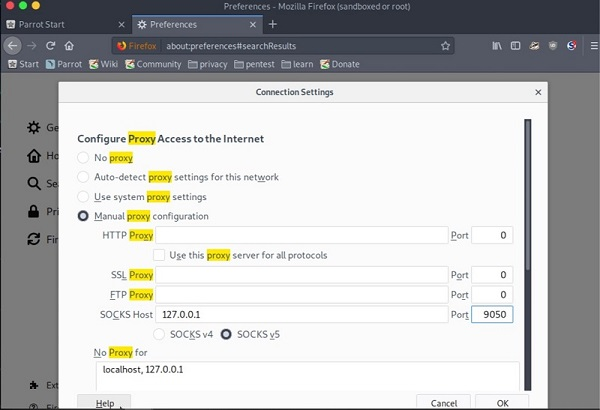 Preferences - Mozilla Firefox (sandboxed or root)
Parrot Start
Preferences
Firefox
about:preferences#searchResults
Start Parrot Wiki Community privacy pentest learn Donate
Connection Settings
Configure Proxy Access to the Internet
No proxy
Auto-detect proxy settings for this network
Use system proxy settings
Manual proxy configuration
HTTP Proxy Port 0
Use this proxy server for all protocols
SSL Proxy Port 0
FTP Proxy Port 0
SOCKS Host 127.0.0.1 Port 9050
SOCKS v4 SOCKS v5
No Proxy for
localhost, 127.0.0.1
Help Cancel OK
Ge
Ho
Sea
Pri
Fir
Ext